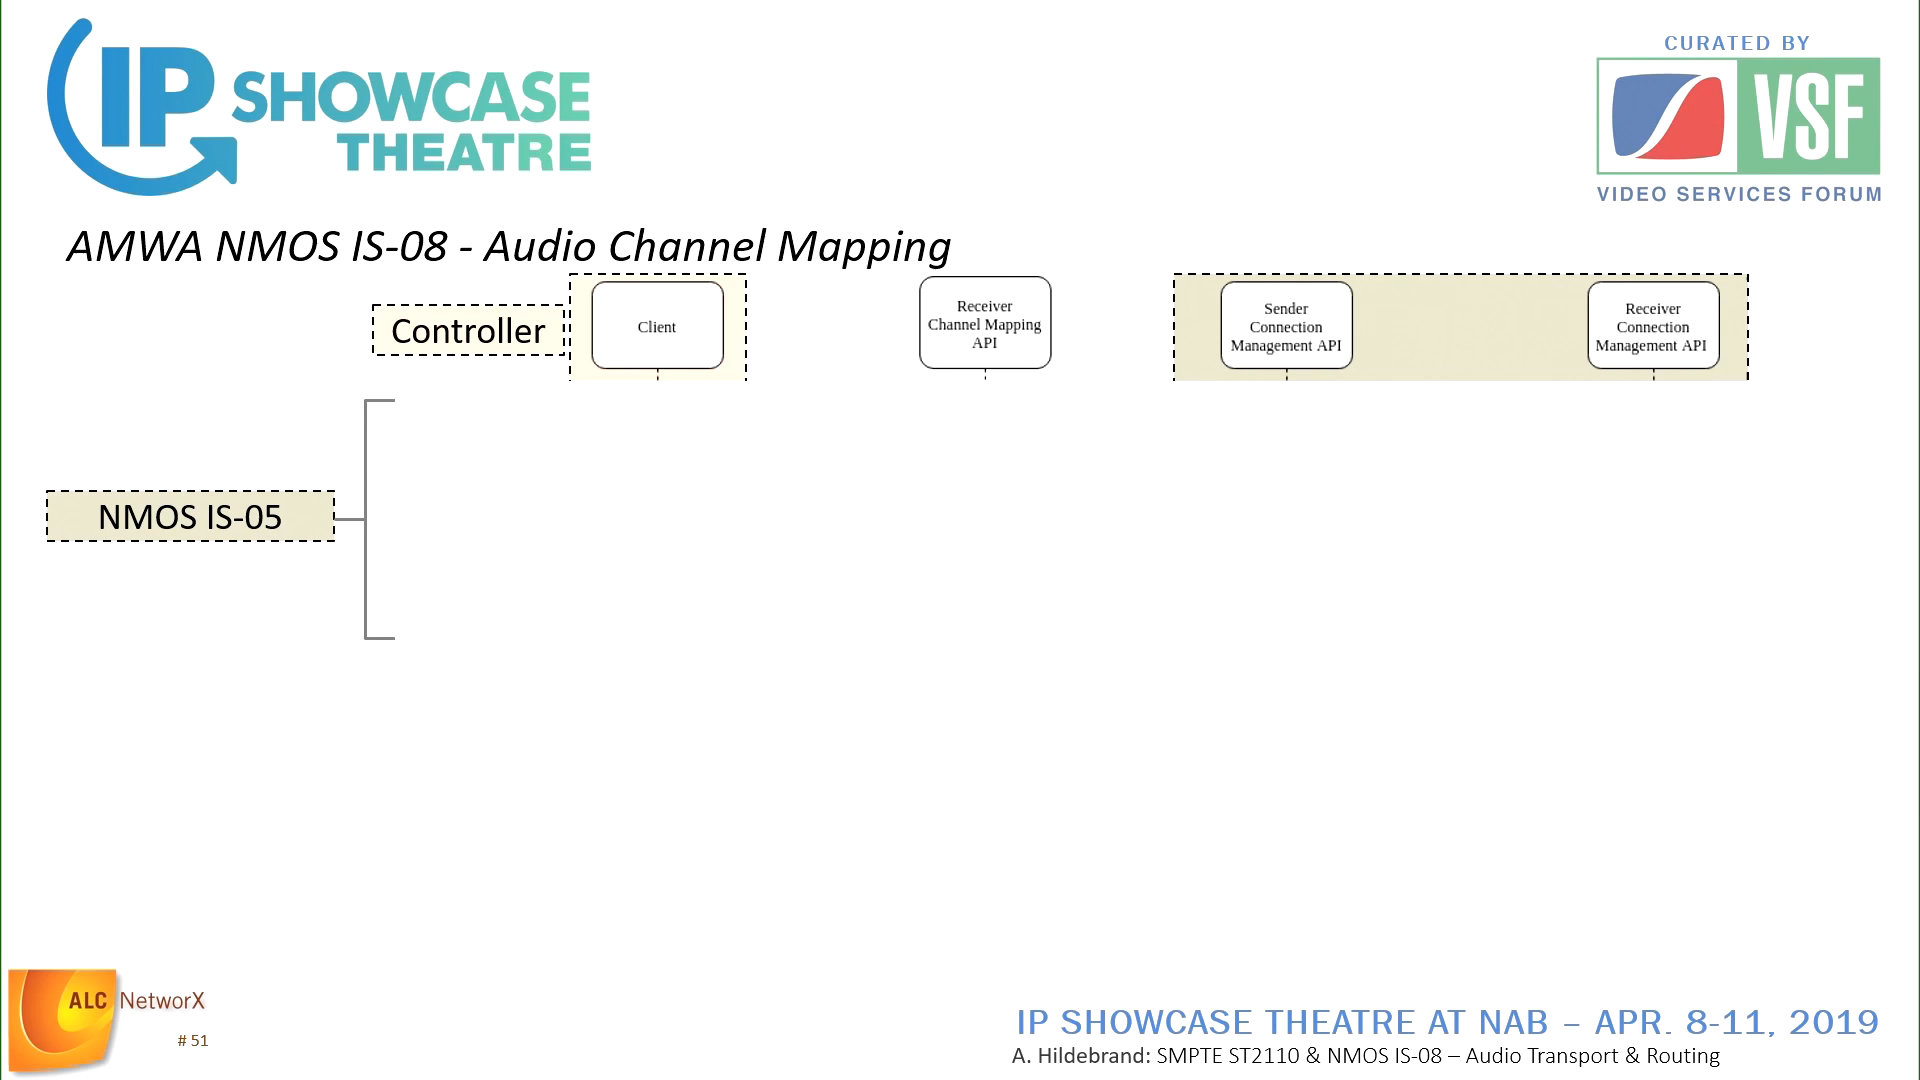 IP SHOWCASE
THEATRE
CURATED BY
VSF
VIDEO SERVICES FORUM
AMWA NMOS IS-08 - Audio Channel Mapping
Controller
Client
Receiver
Channel Mapping
API
Sender
Connection
Management API
Receiver
Connection
Management API
NMOS IS-05
ALC NetworX
# 51
IP SHOWCASE THEATRE AT NAB – APR. 8-11, 2019
A. Hildebrand: SMPTE ST2110 & NMOS IS-08 – Audio Transport & Routing